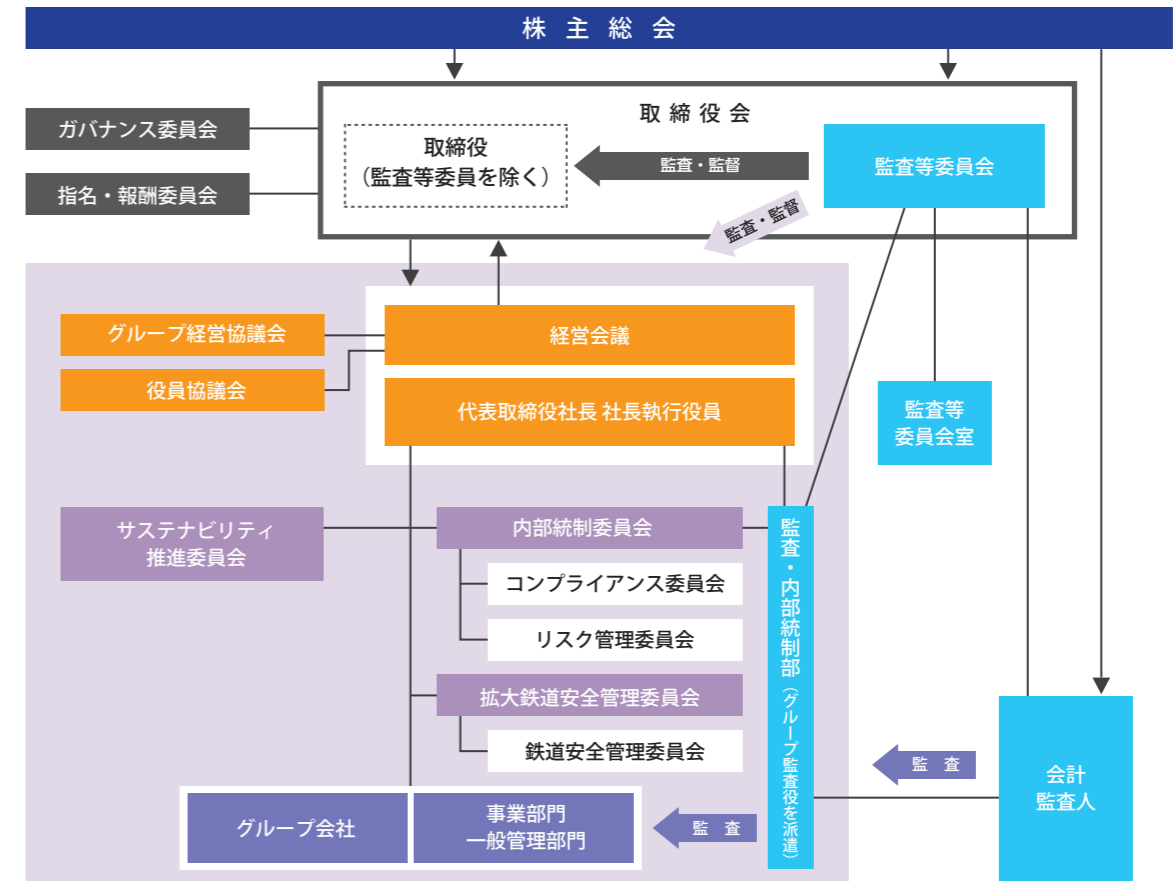 株主総会
取締役会
ガバナンス委員会
指名・報酬委員会
取締役
（監査等委員を除く）
監査・監督
監査等委員会
監査・監督
グループ経営協議会
役員協議会
経営会議
代表取締役社長 社長執行役員
監査等
委員会室
サステナビリティ
推進委員会
内部統制委員会
コンプライアンス委員会
リスク管理委員会
拡大鉄道安全管理委員会
鉄道安全管理委員会
監査・内部統制部（グループ監査役を派遣）
監査
会計
監査人
グループ会社
事業部門
一般管理部門
監査